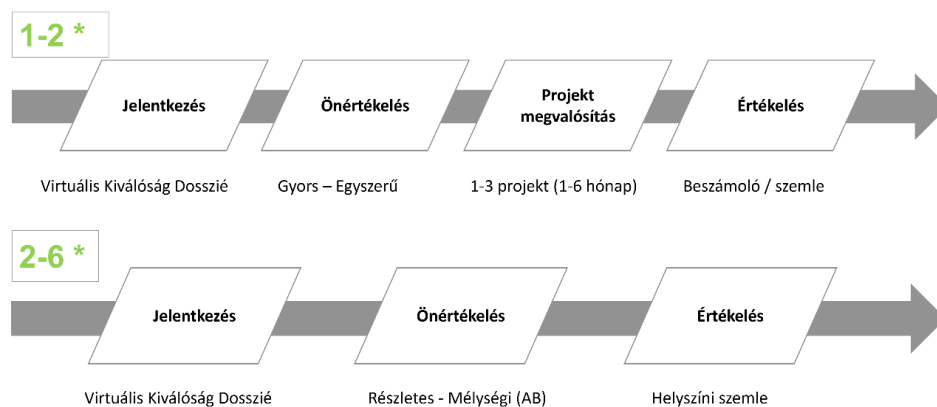 1-2 *
Jelentkezés
Önértékelés
Projekt
megvalósítás
Értékelés
Virtuális Kiválóság Dosszié
Gyors – Egyszerű
1-3 projekt (1-6 hónap)
Beszámoló / szemle
2-6 *
Jelentkezés
Önértékelés
Értékelés
Virtuális Kiválóság Dosszié
Részletes - Mélységi (AB)
Helyszíni szemle